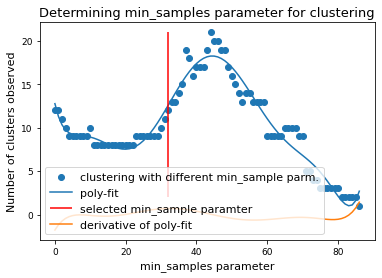 Determining min_samples parameter for clustering
Number of clusters observed
20
15
10
5
0
clustering with different min_sample parm.
poly-fit
selected min_sample paramter
derivative of poly-fit
0 20 40 60 80
min_samples parameter